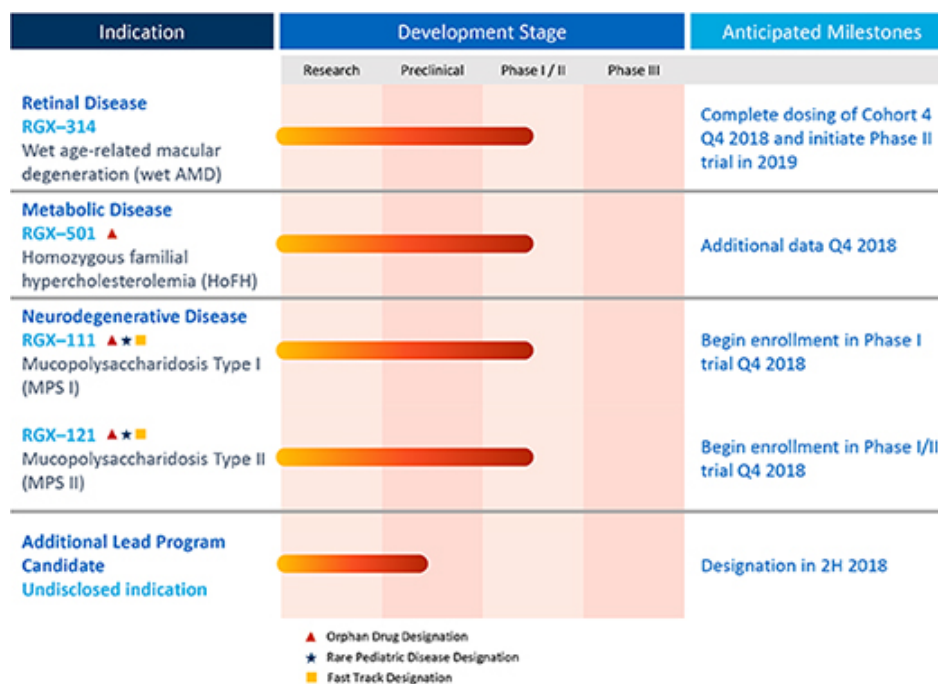 Indication
Development Stage
Anticipated Milestones
Research
Preclinical
Phase I / II
Phase III
Retinal Disease
RGX–314
Wet age-related macular
degeneration (wet AMD)
Complete dosing of Cohort 4
Q4 2018 and initiate Phase II
trial in 2019
Metabolic Disease
RGX–501
Homozygous familial
hypercholesterolemia (HoFH)
Additional data Q4 2018
Neurodegenerative Disease
RGX–111
Mucopolysaccharidosis Type I
(MPS I)
Begin enrollment in Phase I
trial Q4 2018
RGX–121
Mucopolysaccharidosis Type II
(MPS II)
Begin enrollment in Phase I/II
trial Q4 2018
Additional Lead Program
Candidate
Undisclosed indication
Designation in 2H 2018
Orphan Drug Designation
Rare Pediatric Disease Designation
Fast Track Designation